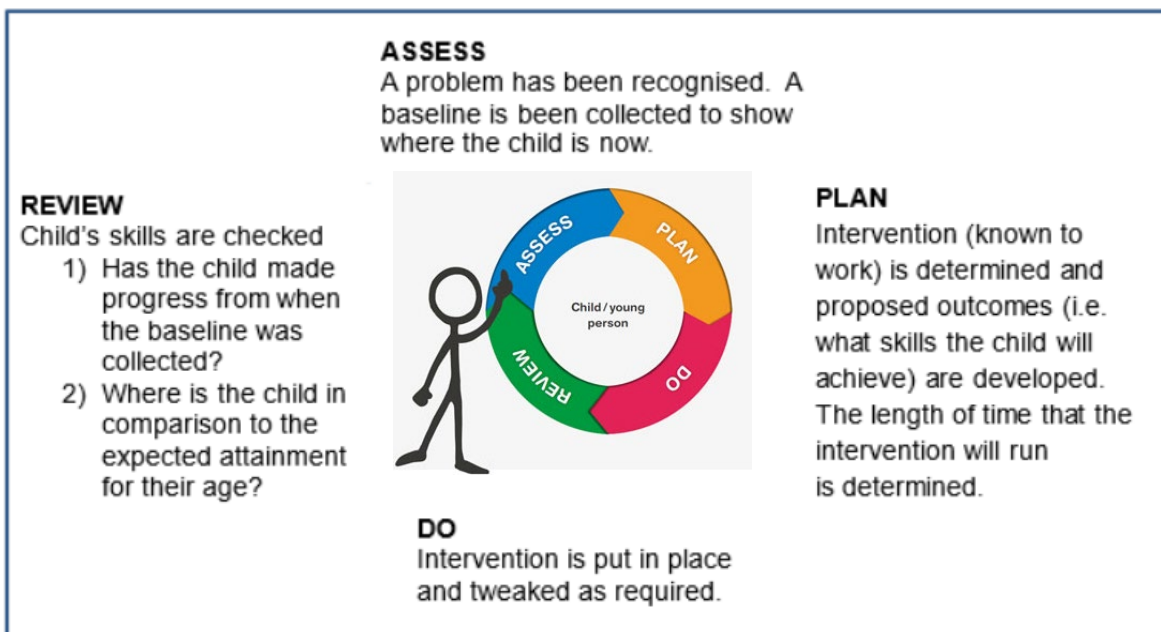 ASSESS
A problem has been recognised.  A
baseline is been collected to show
where the child is now.
REVIEW
Child's skills are checked
1) Has the child made
progress from when
the baseline was
collected?
2) Where is the child in
comparison to the
expected attainment
for their age?
ASSESS
PLAN
DO
REVIEW
Child / young
person
PLAN
Intervention (known to
work) is determined and
proposed outcomes (i.e.
what skills the child will
achieve) are developed.
The length of time that the
intervention will run
is determined.
DO
Intervention is put in place
and tweaked as required.